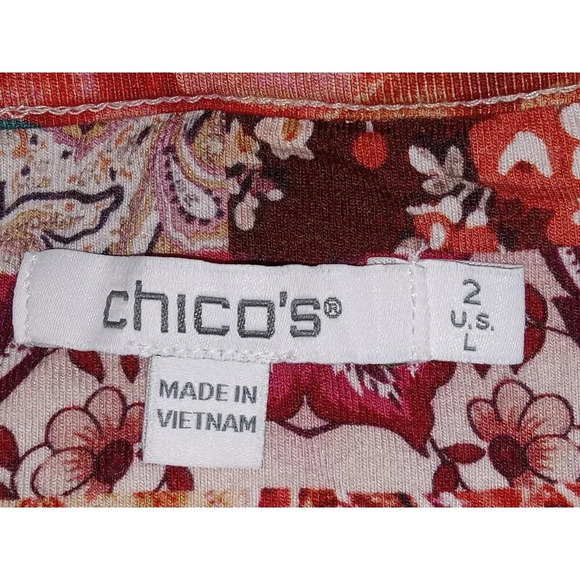 chico's®
2
U.S.
L
MADE IN
VIETNAM